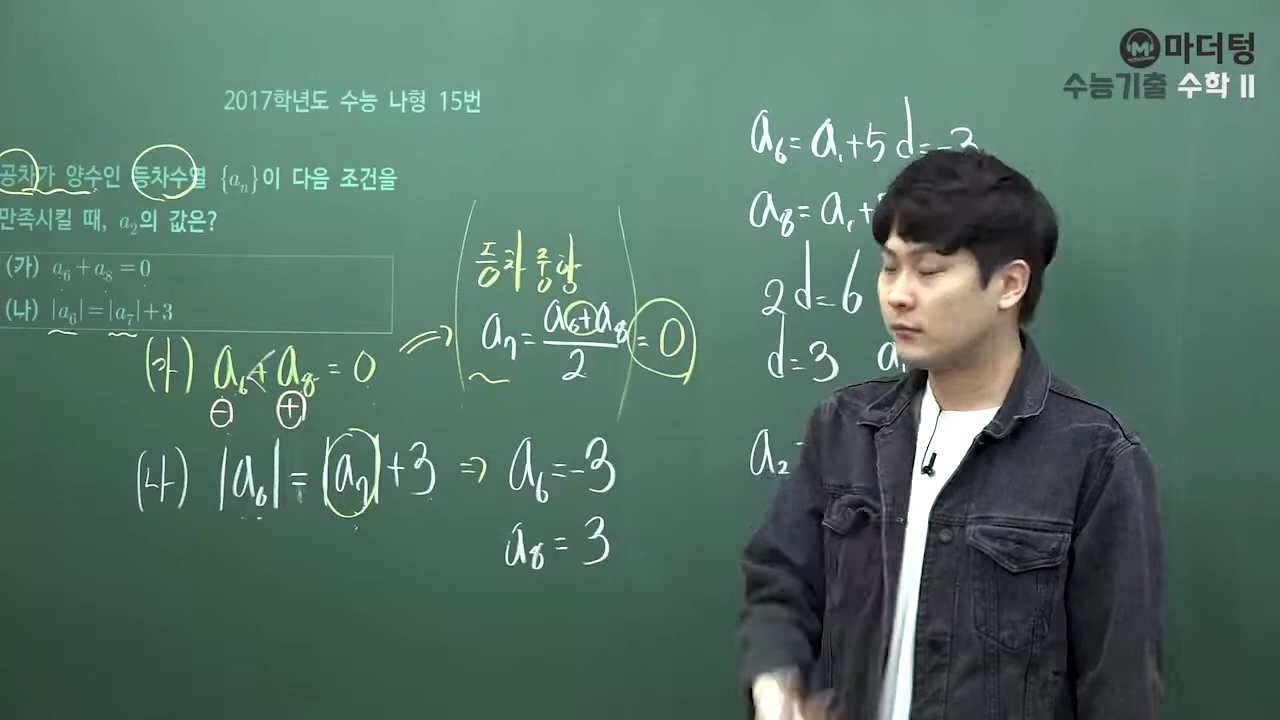 마더텅
수능기출 수학 II
2017학년도 수능 나형 15번
공차가 양수인 등차수열 {aₙ}이 다음 조건을
만족시킬 때, a₂의 값은?
(가) a₆+a₈=0
(나) |a₆|=|a₇|+3
(가) a₆+a₈=0
⊖ ⊕
(나) |a₆|=|a₇|+3 ⇒ a₆=-3
a₈=3
등차중항
a₇=(a₆+a₈)/2=0
a₆=a₁+5d=-3
a₈=a₁+
2d=6
d=3
a₂